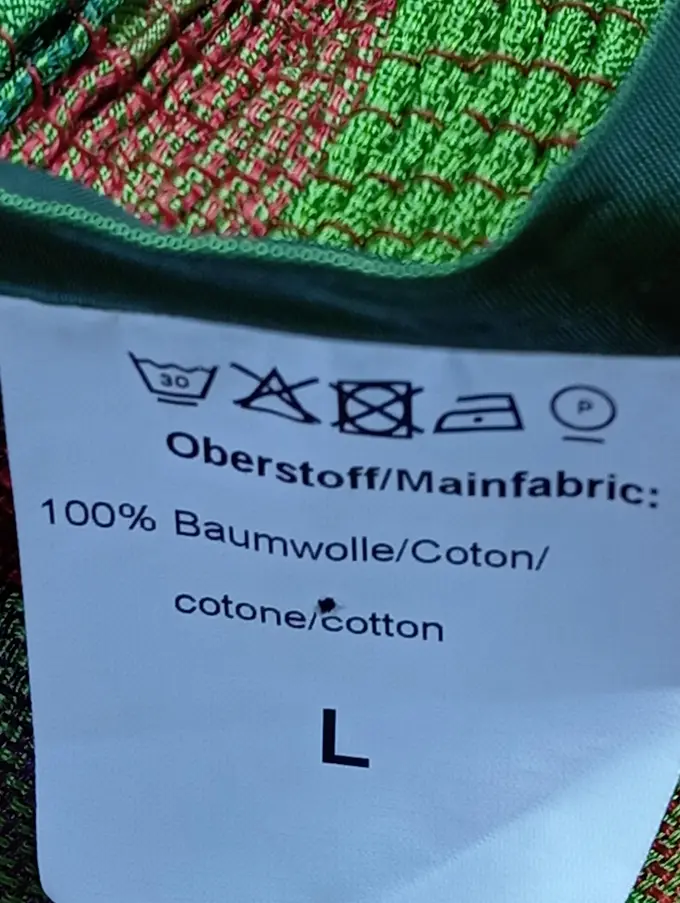 30
P
Oberstoff/Mainfabric:
100% Baumwolle/Coton/
cotone/cotton
L